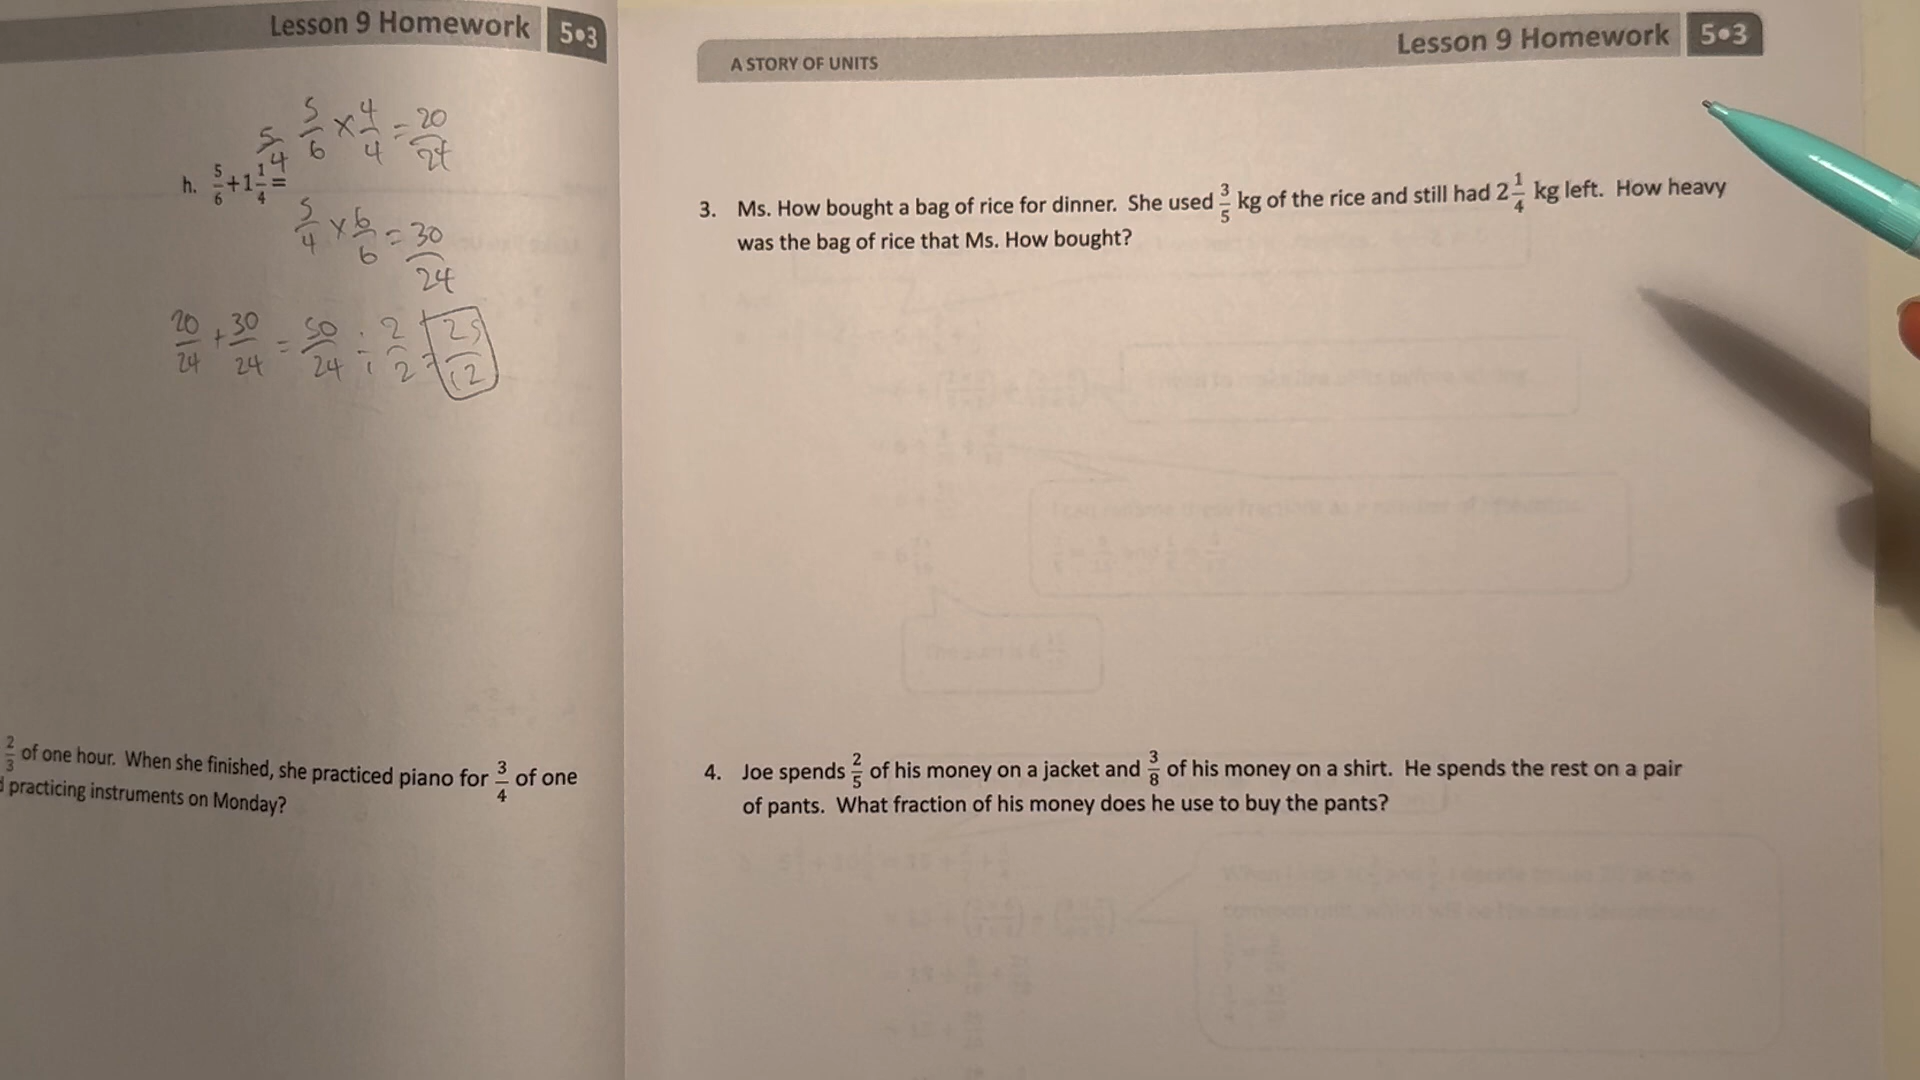 Lesson 9 Homework 5•3
5/6 × 4/4 = 20/24
5/4
h. 5/6 + 1 1/4 =
5/4 × 6/6 = 30/24
20/24 + 30/24 = 50/24 ÷ 2/2 = 25/12
2/3 of one hour. When she finished, she practiced piano for 3/4 of one
practicing instruments on Monday?
A STORY OF UNITS
Lesson 9 Homework 5•3
3. Ms. How bought a bag of rice for dinner. She used 3/5 kg of the rice and still had 2 1/4 kg left. How heavy
was the bag of rice that Ms. How bought?
4. Joe spends 2/5 of his money on a jacket and 3/8 of his money on a shirt. He spends the rest on a pair
of pants. What fraction of his money does he use to buy the pants?